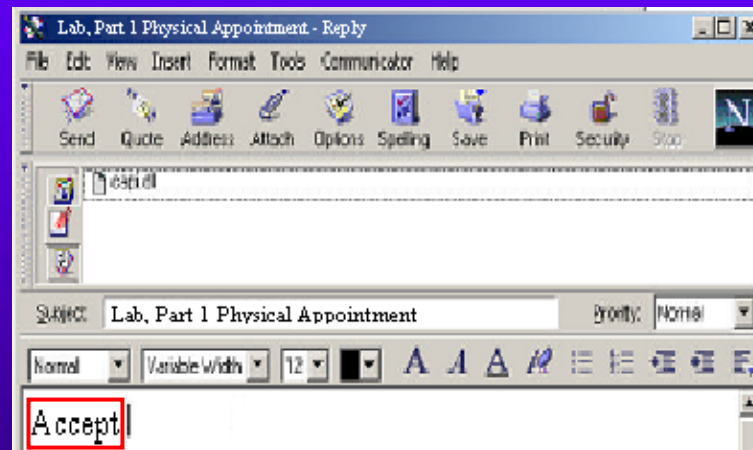 Lab, Part 1 Physical Appointment - Reply
File Edit View Insert Format Tools Communicator Help
Send Quote Address Attach Options Spelling Save Print Security Stop
N
Subject: Lab, Part 1 Physical Appointment Priority: Normal
Normal Variable Width 12 A A A
Accept